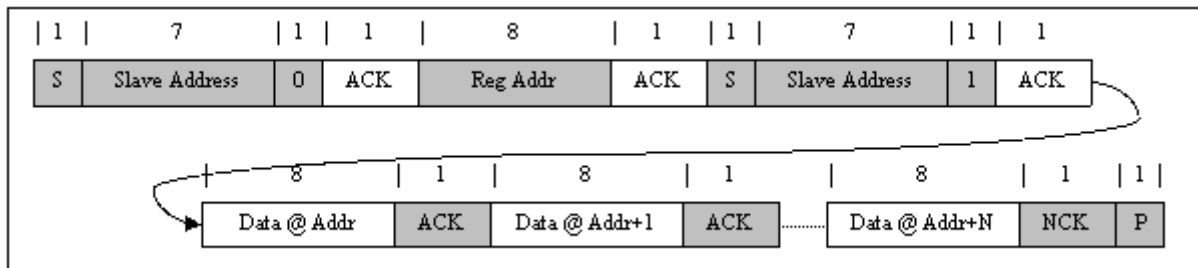 | 1 | 7 | 1 | 1 | 8 | 1 | 1 | 7 | 1 | 1
S Slave Address 0 ACK Reg Addr ACK S Slave Address 1 ACK
| 8 | 1 | 8 | 1 | 8 | 1 | 1 |
Data @ Addr ACK Data @ Addr+1 ACK .......... Data @ Addr+N NCK P